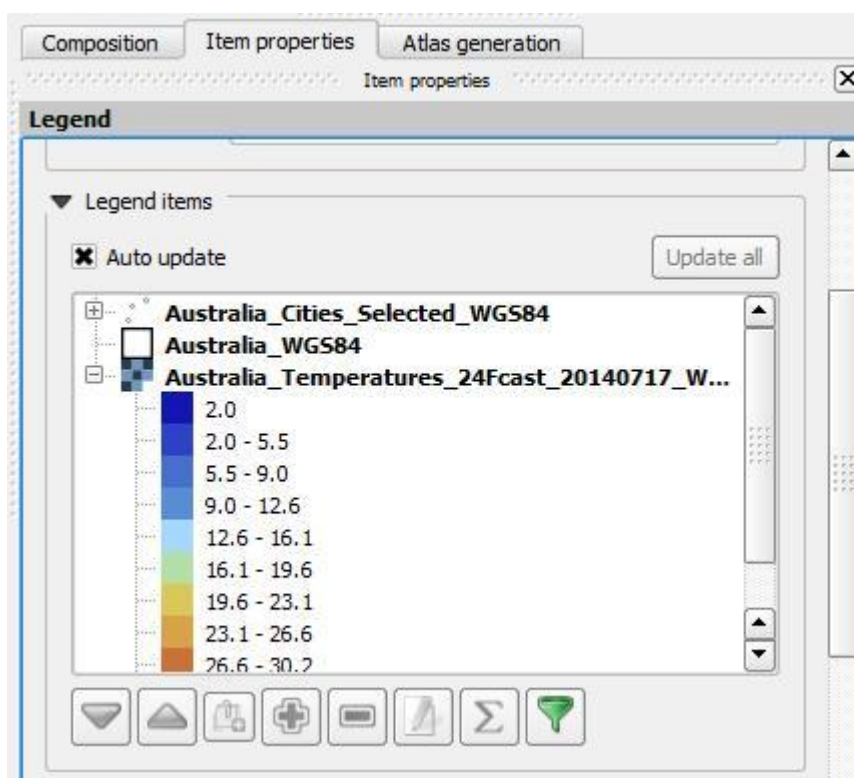 Composition Item properties Atlas generation
Item properties
Legend
Legend items
Auto update Update all
Australia_Cities_Selected_WGS84
Australia_WGS84
Australia_Temperatures_24Fcast_20140717_W...
2.0
2.0 - 5.5
5.5 - 9.0
9.0 - 12.6
12.6 - 16.1
16.1 - 19.6
19.6 - 23.1
23.1 - 26.6
26.6 - 30.2